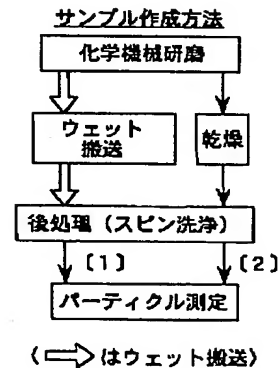 サンプル作成方法
化学機械研磨
ウェット
搬送
乾燥
後処理（スピン洗浄）
〔1〕
〔2〕
パーティクル測定
（⇨はウェット搬送）